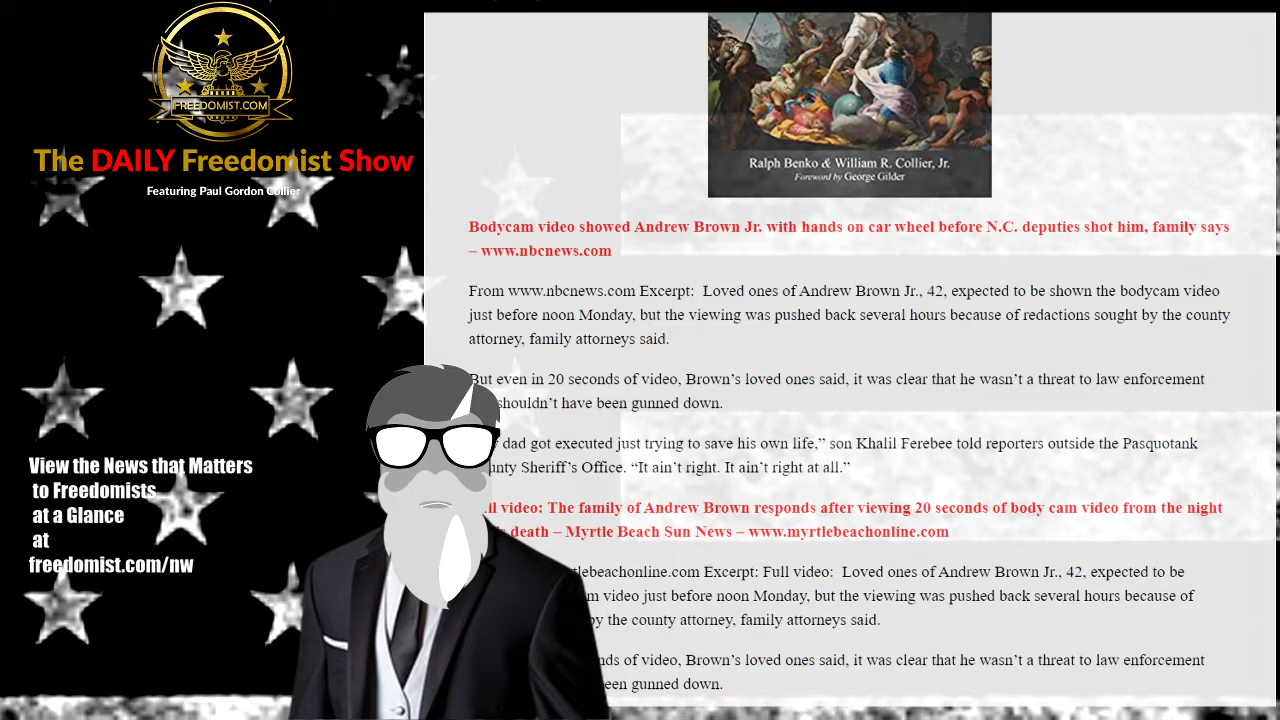 FREEDOMIST.COM
The DAILY Freedomist Show
Featuring Paul Gordon Collier
View the News that Matters
to Freedomists
at a Glance
at
freedomist.com/nw
Ralph Benko & William R. Collier, Jr.
Foreword by George Gilder
Bodycam video showed Andrew Brown Jr. with hands on car wheel before N.C. deputies shot him, family says
– www.nbcnews.com
From www.nbcnews.com Excerpt:  Loved ones of Andrew Brown Jr., 42, expected to be shown the bodycam video
just before noon Monday, but the viewing was pushed back several hours because of redactions sought by the county
attorney, family attorneys said.
But even in 20 seconds of video, Brown’s loved ones said, it was clear that he wasn’t a threat to law enforcement
shouldn’t have been gunned down.
dad got executed just trying to save his own life,” son Khalil Ferebee told reporters outside the Pasquotank
Sheriff’s Office. “It ain’t right. It ain’t right at all.”
video: The family of Andrew Brown responds after viewing 20 seconds of body cam video from the night
death – Myrtle Beach Sun News – www.myrtlebeachonline.com
tlebeachonline.com Excerpt: Full video:  Loved ones of Andrew Brown Jr., 42, expected to be
video just before noon Monday, but the viewing was pushed back several hours because of
by the county attorney, family attorneys said.
of video, Brown’s loved ones said, it was clear that he wasn’t a threat to law enforcement
been gunned down.